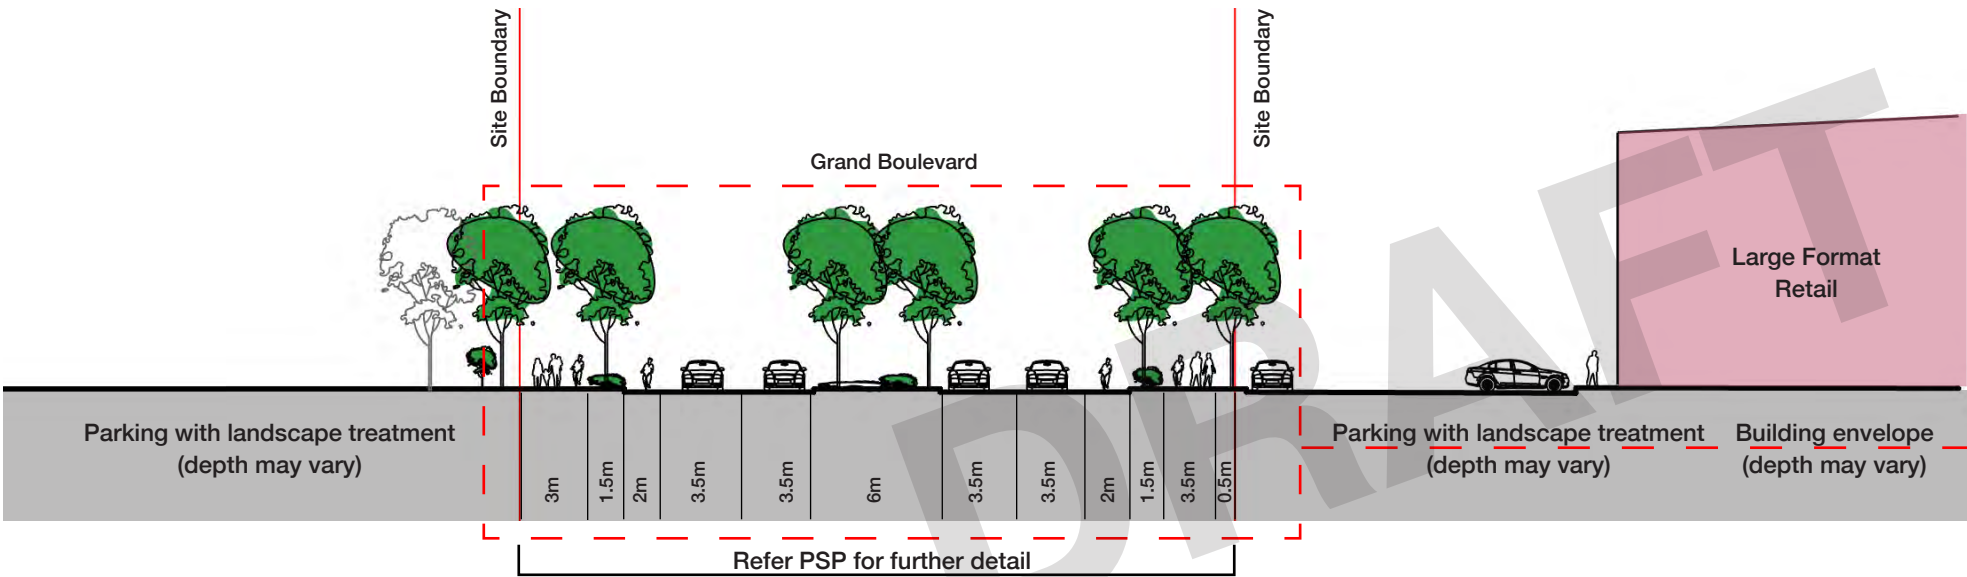 Site Boundary
Site Boundary
Grand Boulevard
Large Format
Retail
Parking with landscape treatment
(depth may vary)
Parking with landscape treatment
(depth may vary)
Building envelope
(depth may vary)
3m
1.5m
2m
3.5m
3.5m
6m
3.5m
3.5m
2m
1.5m
3.5m
0.5m
Refer PSP for further detail
DRAFT